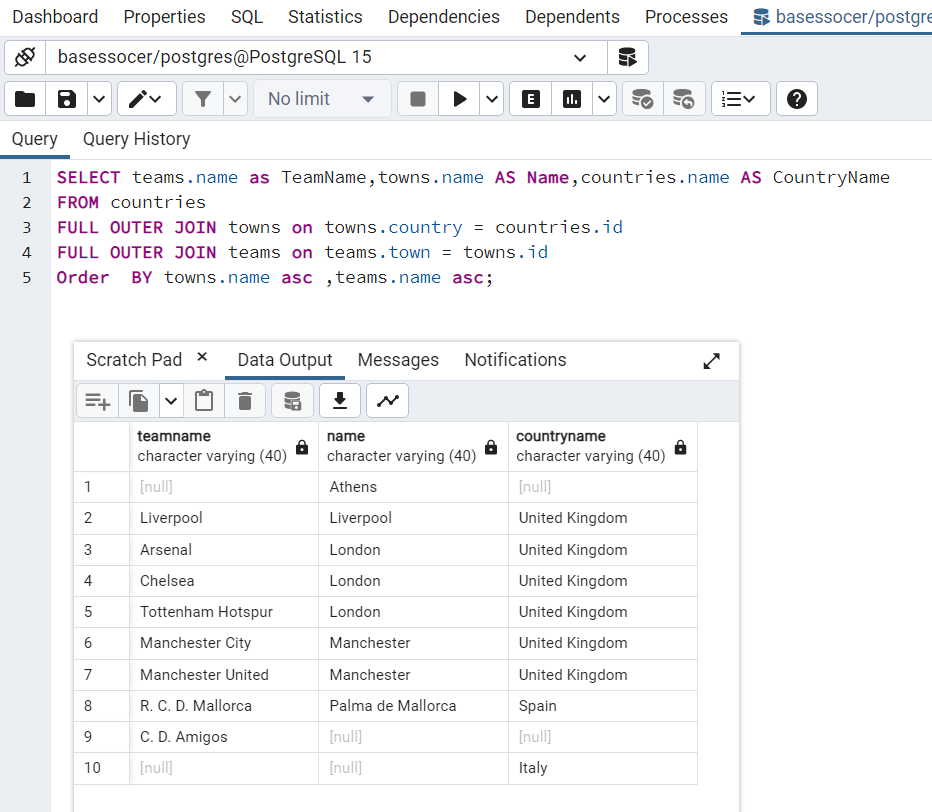 Dashboard Properties SQL Statistics Dependencies Dependents Processes basessocer/postgre
basessocer/postgres@PostgreSQL 15
No limit E ?
Query Query History
1 SELECT teams.name as TeamName,towns.name AS Name,countries.name AS CountryName
2 FROM countries
3 FULL OUTER JOIN towns on towns.country = countries.id
4 FULL OUTER JOIN teams on teams.town = towns.id
5 Order  BY towns.name asc ,teams.name asc;
Scratch Pad × Data Output Messages Notifications
teamname name countryname
character varying (40) character varying (40) character varying (40)
1 [null] Athens [null]
2 Liverpool Liverpool United Kingdom
3 Arsenal London United Kingdom
4 Chelsea London United Kingdom
5 Tottenham Hotspur London United Kingdom
6 Manchester City Manchester United Kingdom
7 Manchester United Manchester United Kingdom
8 R. C. D. Mallorca Palma de Mallorca Spain
9 C. D. Amigos [null] [null]
10 [null] [null] Italy